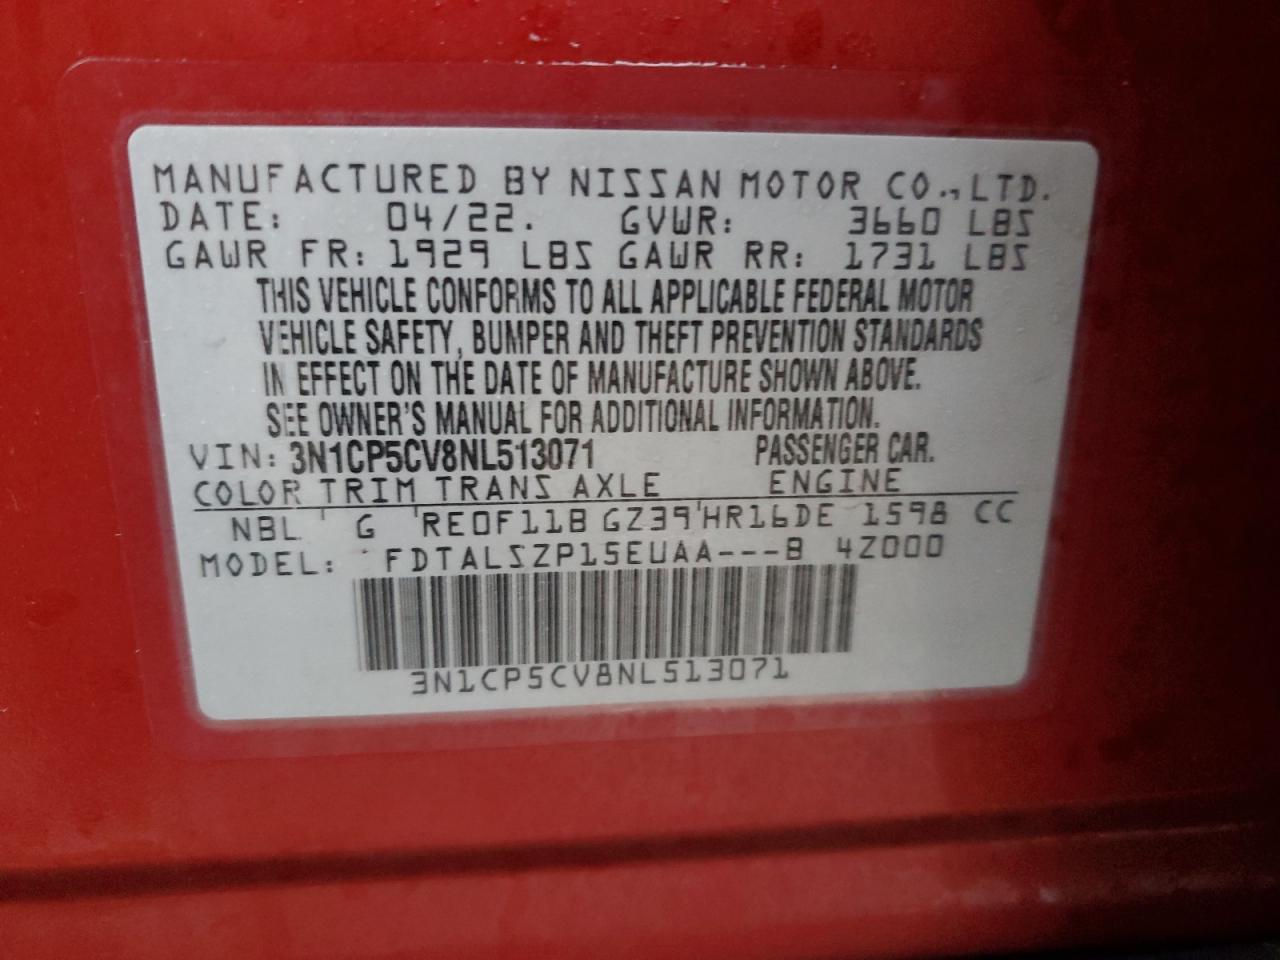 MANUFACTURED BY NISSAN MOTOR CO., LTD.
DATE: 04/22. GVWR: 3660 LBS
GAWR FR: 1929 LBS GAWR RR: 1731 LBS
THIS VEHICLE CONFORMS TO ALL APPLICABLE FEDERAL MOTOR
VEHICLE SAFETY, BUMPER AND THEFT PREVENTION STANDARDS
IN EFFECT ON THE DATE OF MANUFACTURE SHOWN ABOVE.
SEE OWNER'S MANUAL FOR ADDITIONAL INFORMATION.
VIN: 3N1CP5CV8NL513071 PASSENGER CAR.
COLOR TRIM TRANS AXLE ENGINE
NBL ' G 'RE0F11B GZ39'HR16DE 1598 CC
MODEL: FDTALSZP15EUAA---B 4Z000
3N1CP5CV8NL513071